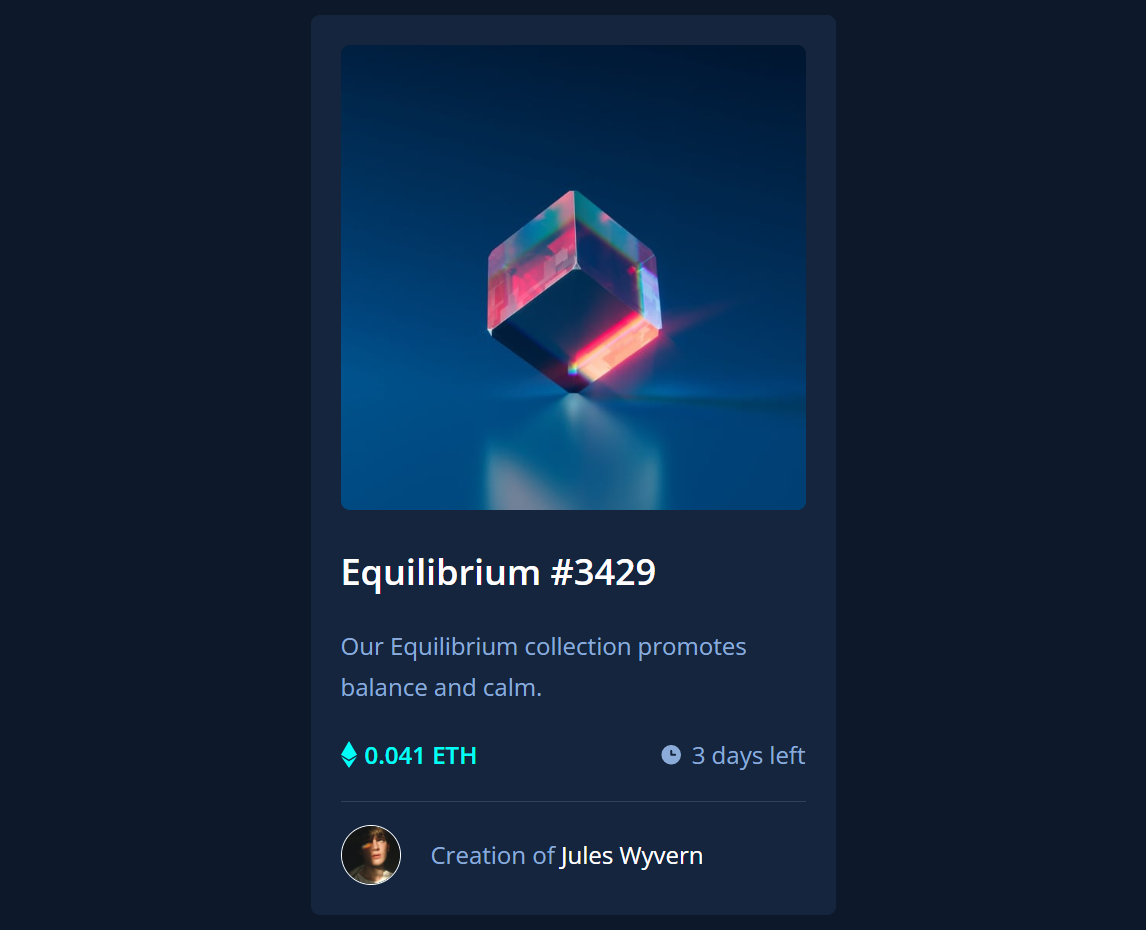 Equilibrium #3429
Our Equilibrium collection promotes
balance and calm.
0.041 ETH 3 days left
Creation of Jules Wyvern